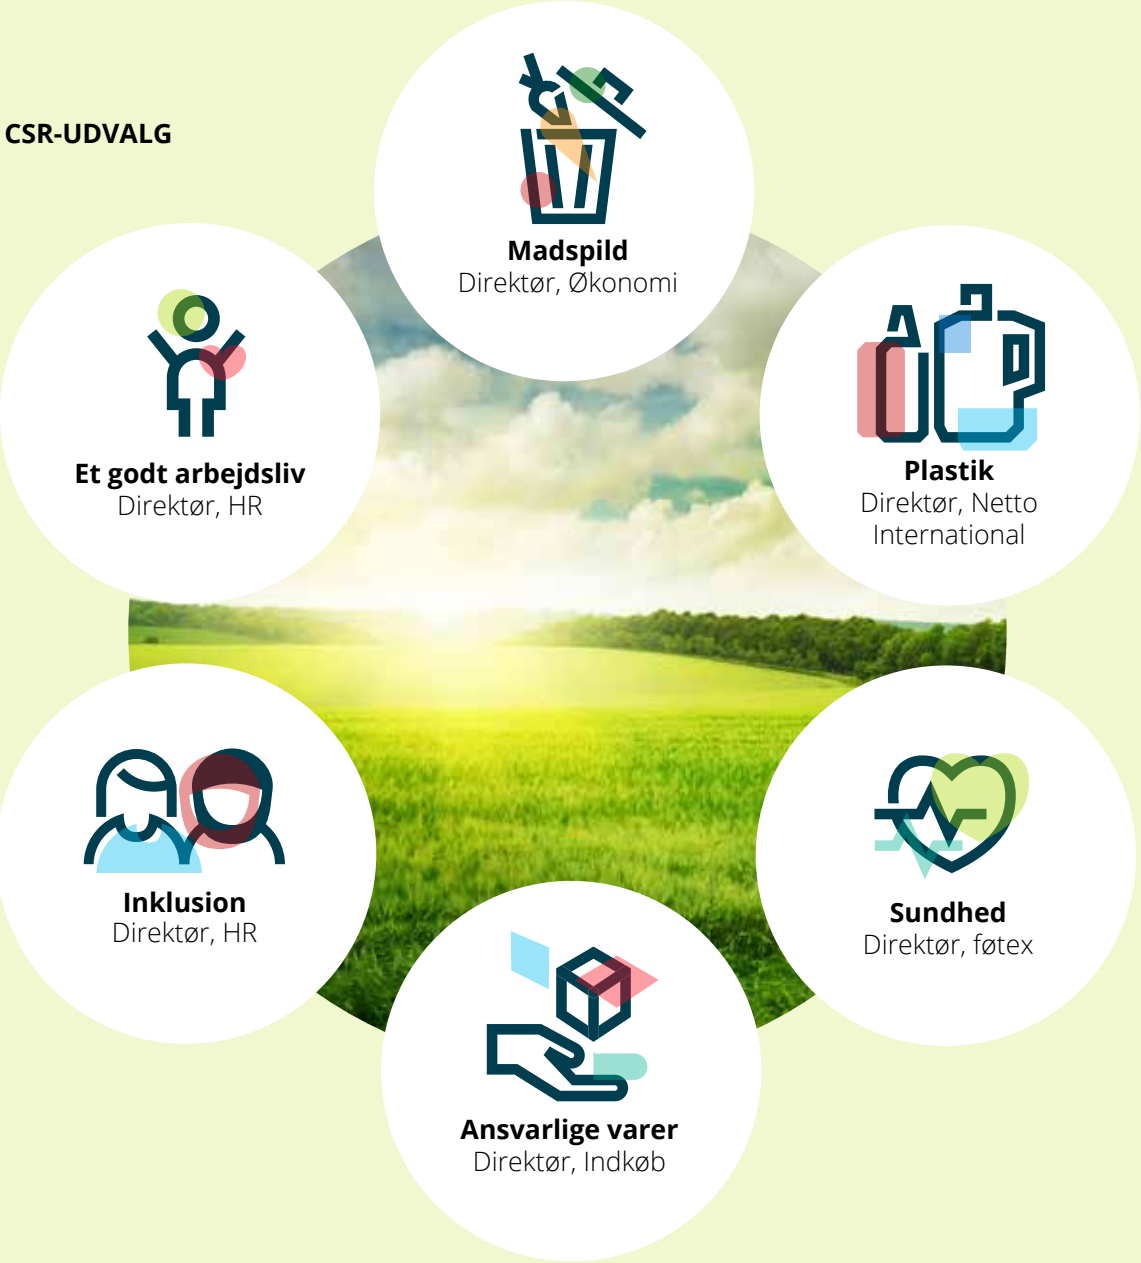 CSR-UDVALG
Madspild
Direktør, Økonomi
Plastik
Direktør, Netto
International
Sundhed
Direktør, føtex
Ansvarlige varer
Direktør, Indkøb
Inklusion
Direktør, HR
Et godt arbejdsliv
Direktør, HR